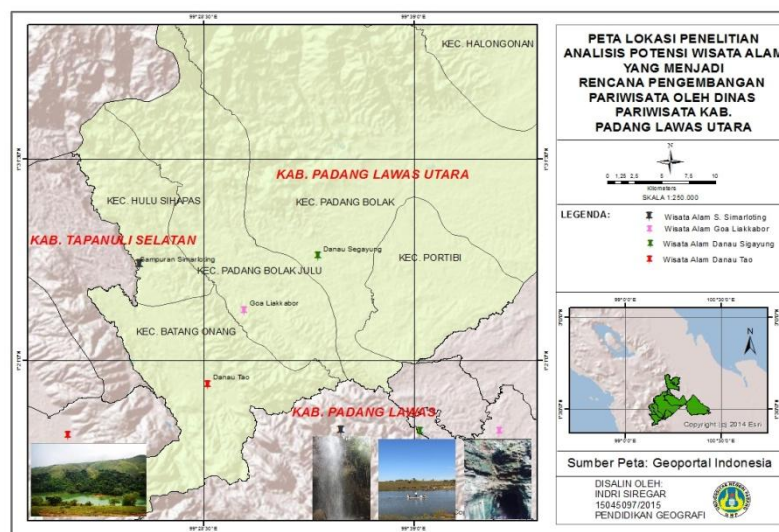 PETA LOKASI PENELITIAN
ANALISIS POTENSI WISATA ALAM
YANG MENJADI
RENCANA PENGEMBANGAN
PARIWISATA OLEH DINAS
PARIWISATA KAB.
PADANG LAWAS UTARA
Kilometers
SKALA 1:250.000
LEGENDA:
Wisata Alam S. Simarloting
Wisata Alam Goa Liakkabor
Wisata Alam Danau Sigayung
Wisata Alam Danau Tao
KEC. HALONGONAN
KAB. PADANG LAWAS UTARA
KEC. HULU SIHAPAS
KEC. PADANG BOLAK
KAB. TAPANULI SELATAN
Sampuran Simarloting
Danau Segayung
KEC. PADANG BOLAK JULU
KEC. PORTIBI
Goa Liakkabor
KEC. BATANG ONANG
Danau Tao
KAB. PADANG LAWAS
N
Copyright (c) 2014 Esri
Sumber Peta: Geoportal Indonesia
DISALIN OLEH:
INDRI SIREGAR
15045097/2015
PENDIDIKAN GEOGRAFI